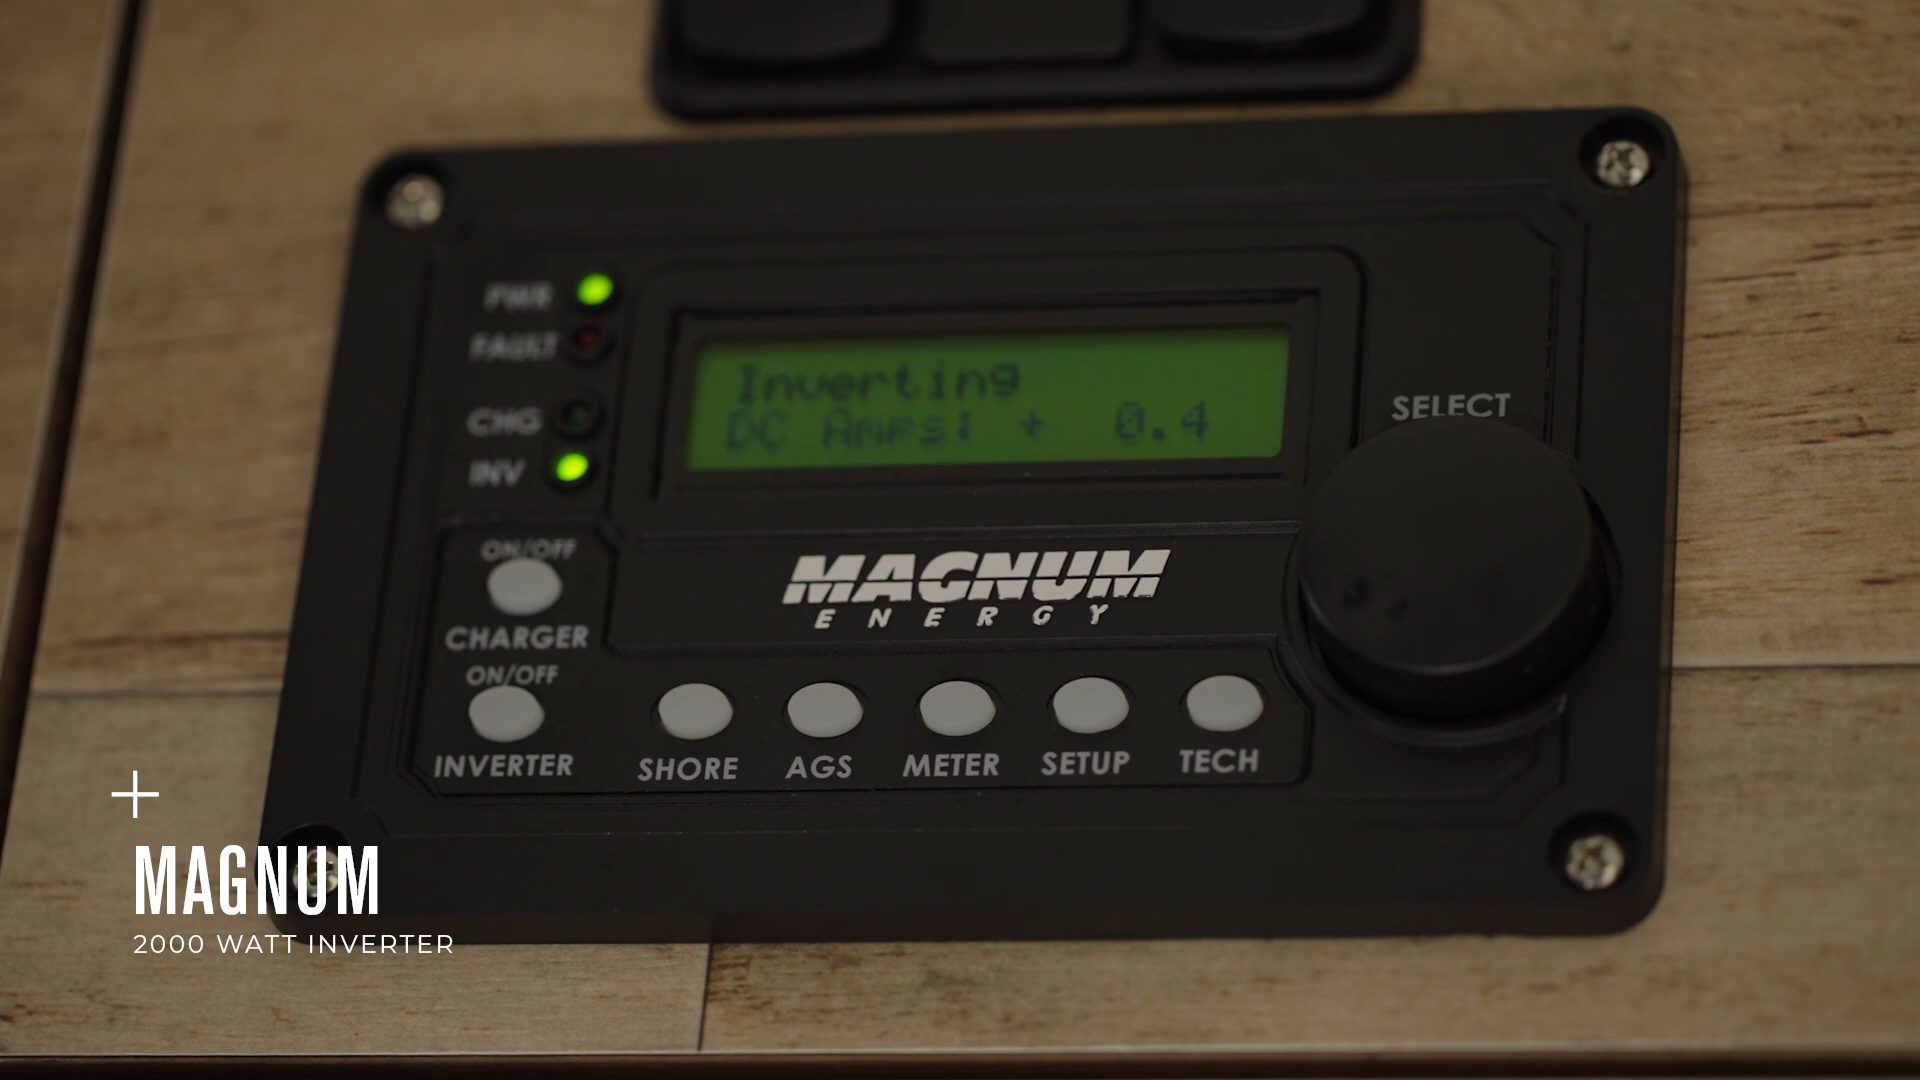 PWR
FAULT
CHG
INV
Inverting
DC Amps: + 0.4
SELECT
ON/OFF
CHARGER
ON/OFF
INVERTER
MAGNUM
ENERGY
SHORE
AGS
METER
SETUP
TECH
MAGNUM
2000 WATT INVERTER